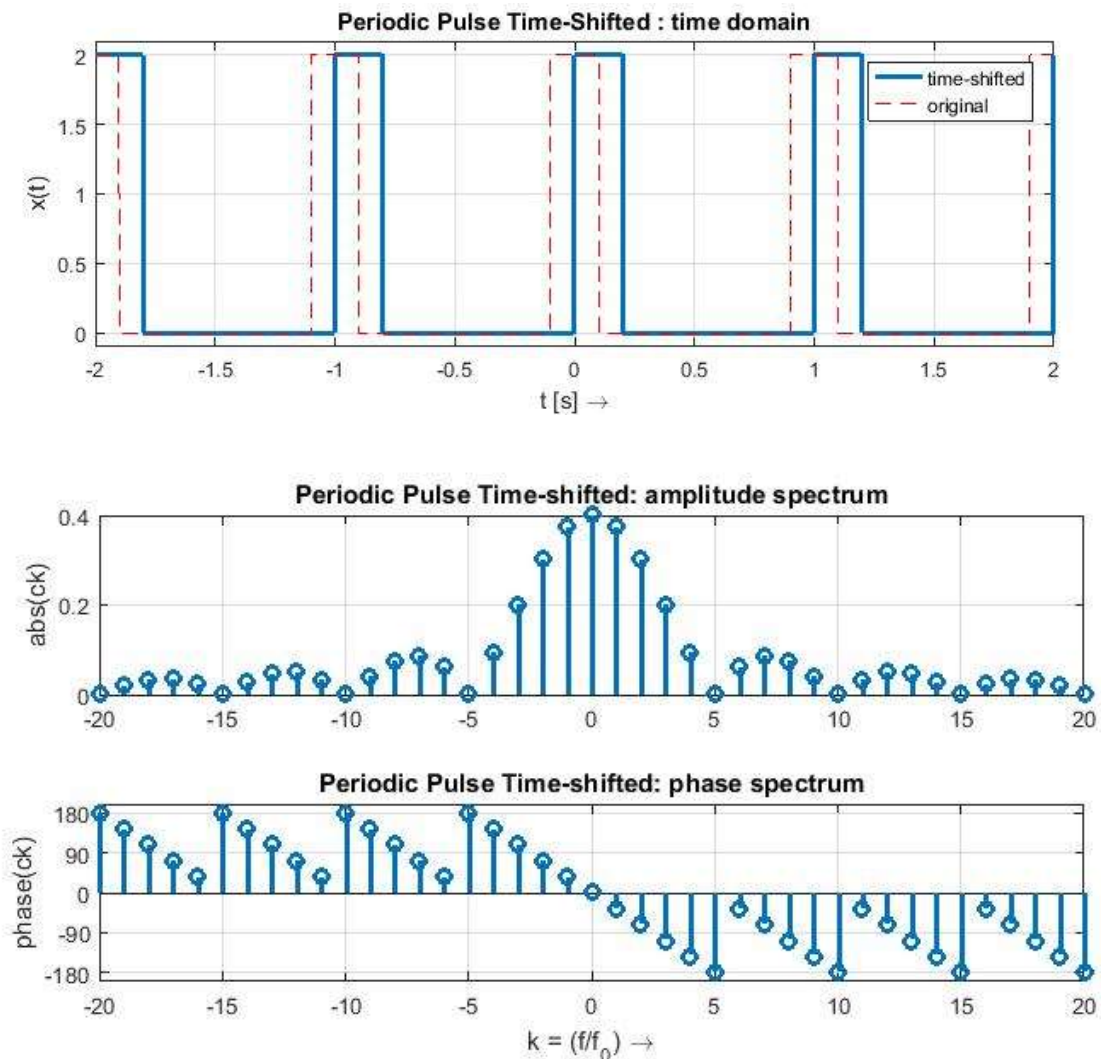 Periodic Pulse Time-Shifted : time domain
2
1.5
1
0.5
0
x(t)
time-shifted
original
-2 -1.5 -1 -0.5 0 0.5 1 1.5 2
t [s] →
Periodic Pulse Time-shifted: amplitude spectrum
0.4
0.2
0
abs(ck)
-20 -15 -10 -5 0 5 10 15 20
Periodic Pulse Time-shifted: phase spectrum
180
90
0
-90
-180
phase(ck)
-20 -15 -10 -5 0 5 10 15 20
k = (f/f0) →